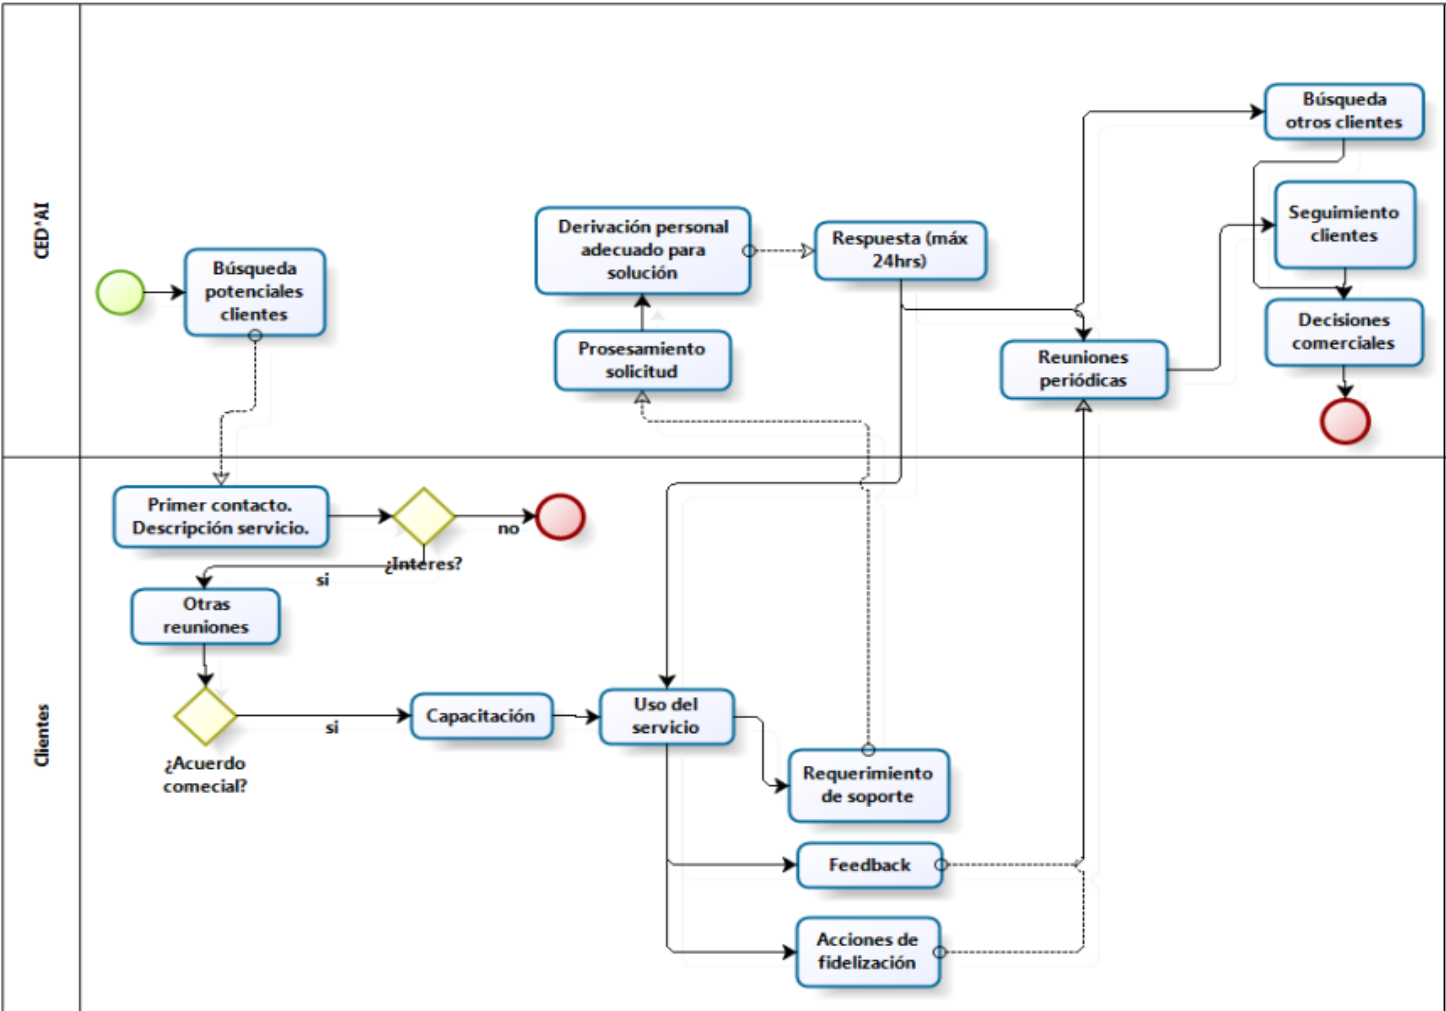 CED'AI
Búsqueda
potenciales
clientes
Derivación personal
adecuado para
solución
Respuesta (máx
24hrs)
Prosesamiento
solicitud
Reuniones
periódicas
Búsqueda
otros clientes
Seguimiento
clientes
Decisiones
comerciales
Clientes
Primer contacto.
Descripción servicio.
¿Interes?
no
si
Otras
reuniones
¿Acuerdo
comecial?
si
Capacitación
Uso del
servicio
Requerimiento
de soporte
Feedback
Acciones de
fidelización